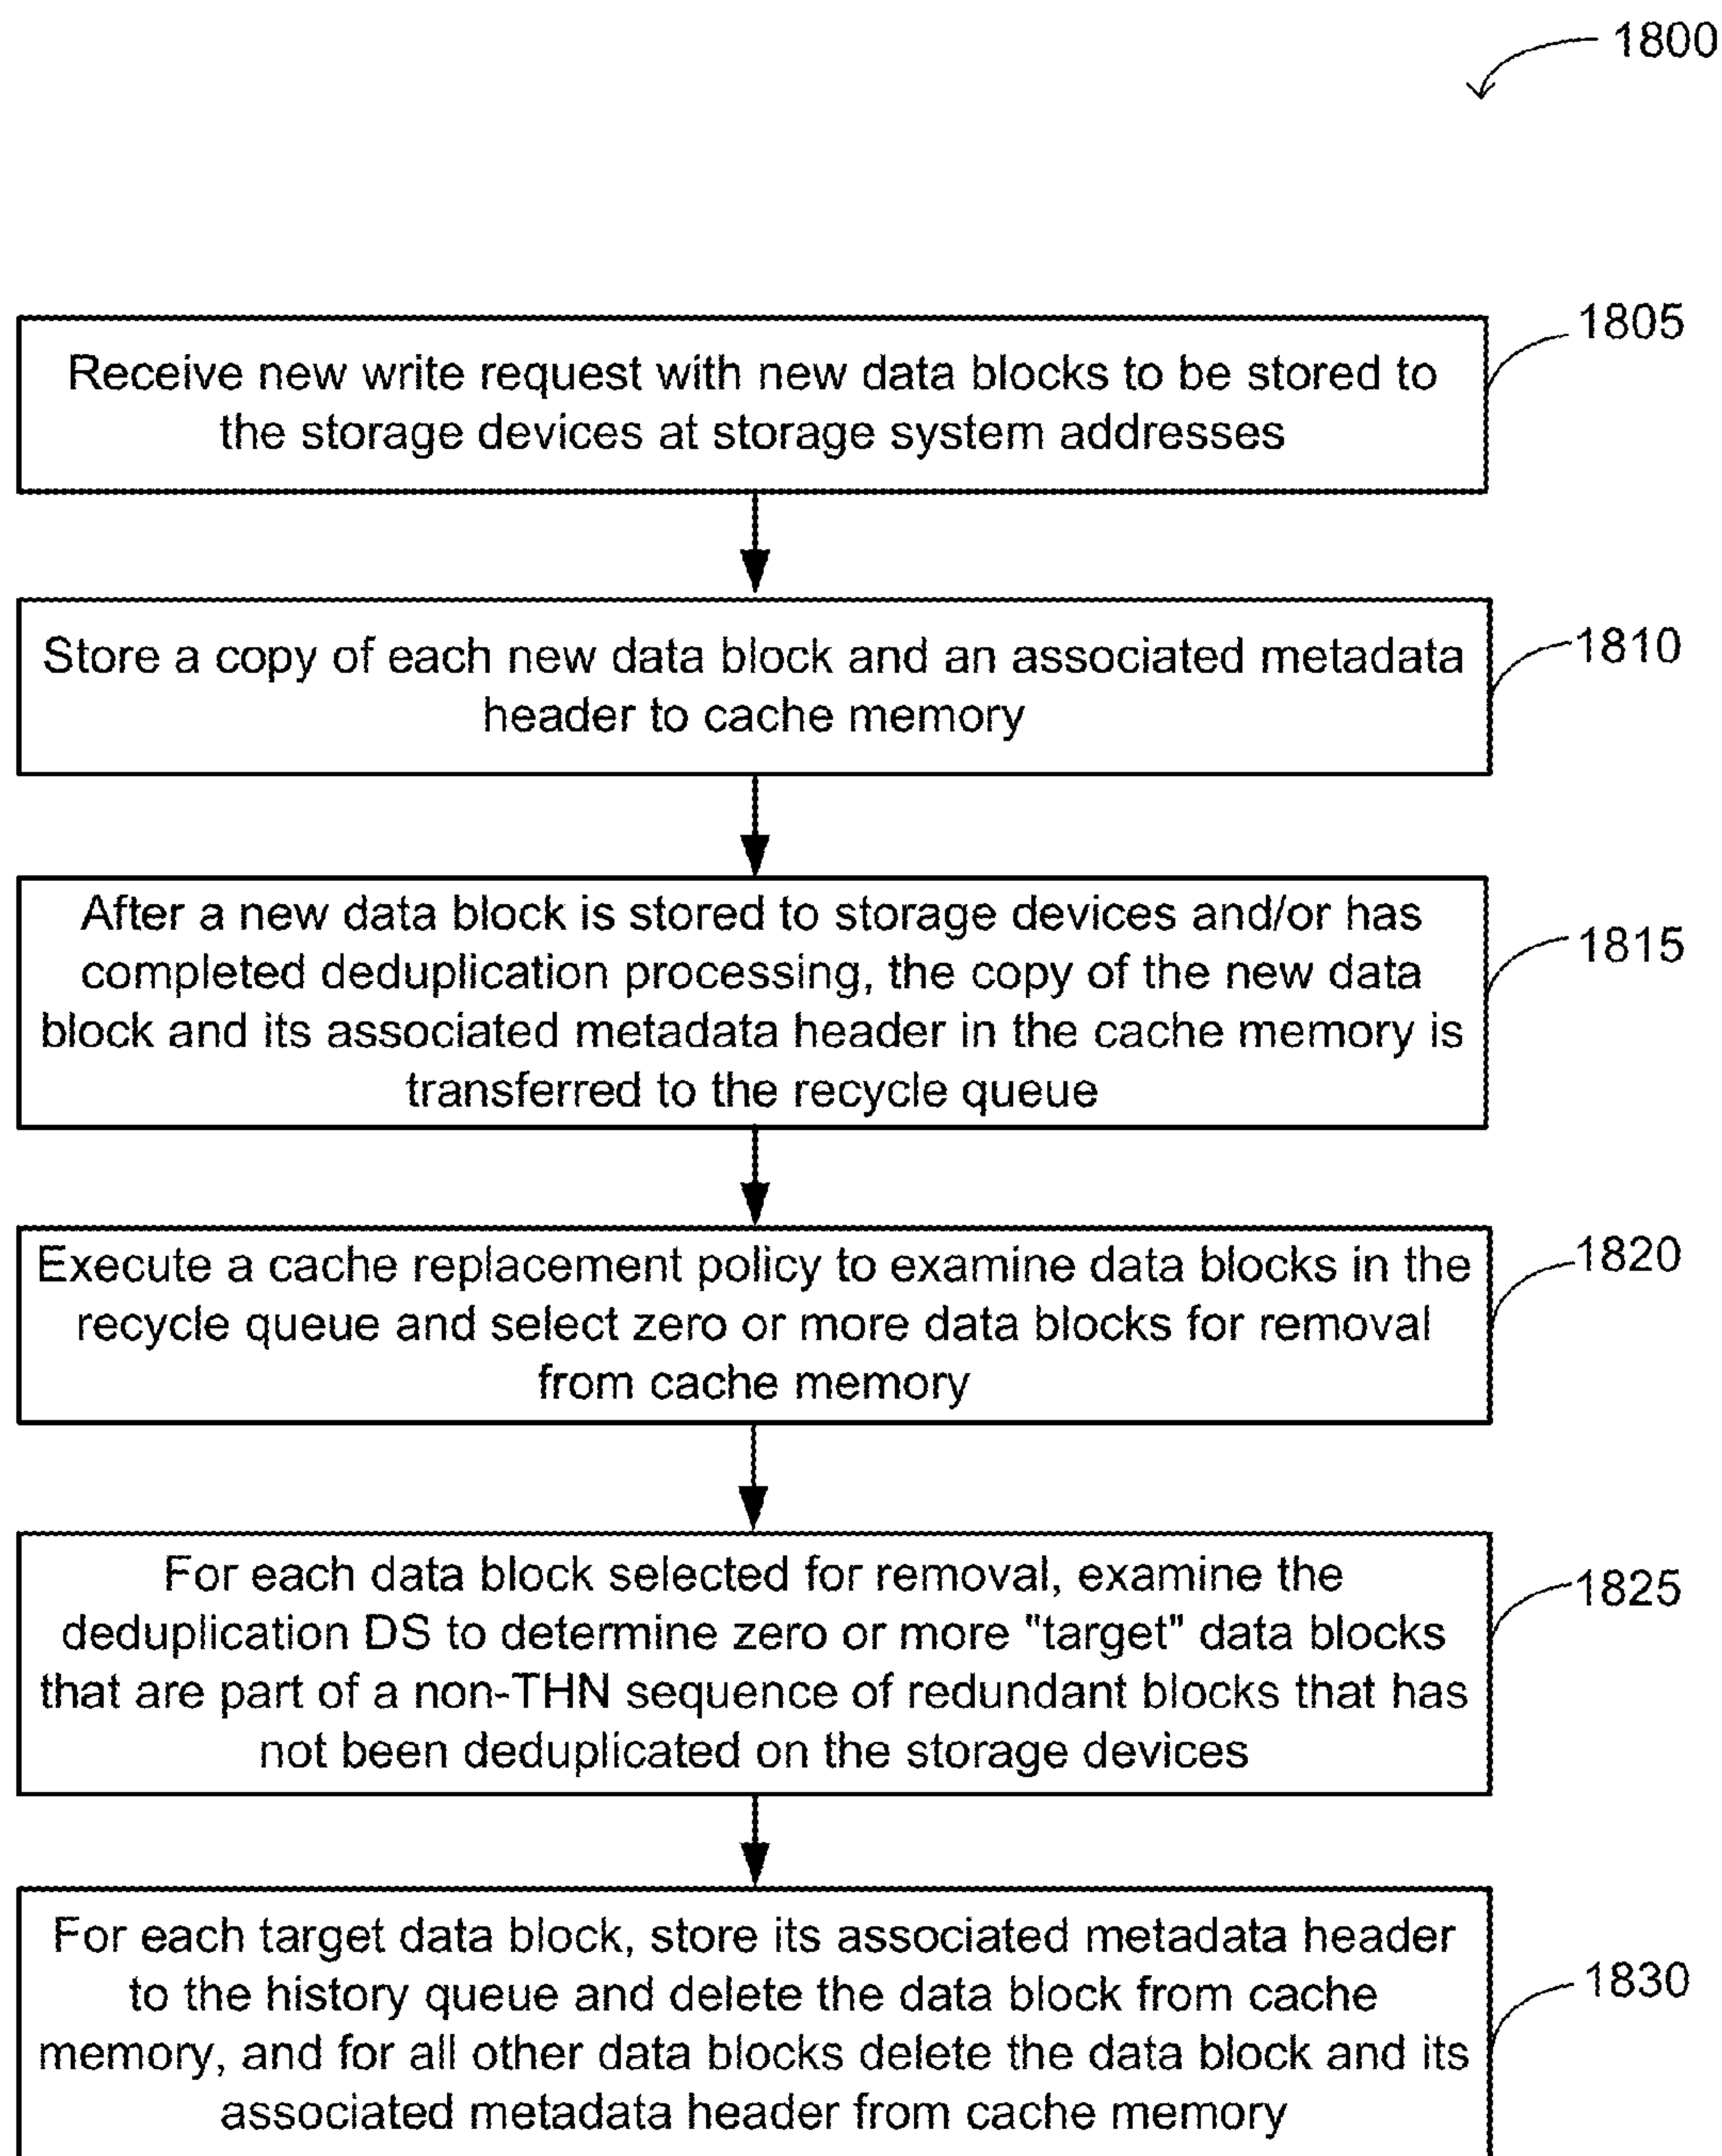 1800
Receive new write request with new data blocks to be stored to
the storage devices at storage system addresses
1805
Store a copy of each new data block and an associated metadata
header to cache memory
1810
After a new data block is stored to storage devices and/or has
completed deduplication processing, the copy of the new data
block and its associated metadata header in the cache memory is
transferred to the recycle queue
1815
Execute a cache replacement policy to examine data blocks in the
recycle queue and select zero or more data blocks for removal
from cache memory
1820
For each data block selected for removal, examine the
deduplication DS to determine zero or more "target" data blocks
that are part of a non-THN sequence of redundant blocks that has
not been deduplicated on the storage devices
1825
For each target data block, store its associated metadata header
to the history queue and delete the data block from cache
memory, and for all other data blocks delete the data block and its
associated metadata header from cache memory
1830